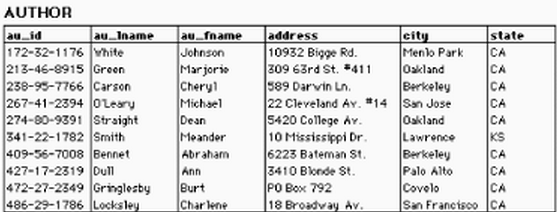 AUTHOR
au_id au_lname au_fname address city state
172-32-1176 White Johnson 10932 Bigge Rd. Menlo Park CA
213-46-8915 Green Marjorie 309 63rd St. #411 Oakland CA
238-95-7766 Carson Cheryl 589 Darwin Ln. Berkeley CA
267-41-2394 O'Leary Michael 22 Cleveland Av. #14 San Jose CA
274-80-9391 Straight Dean 5420 College Av. Oakland CA
341-22-1782 Smith Meander 10 Mississippi Dr. Lawrence KS
409-56-7008 Bennet Abraham 6223 Bateman St. Berkeley CA
427-17-2319 Dull Ann 3410 Blonde St. Palo Alto CA
472-27-2349 Gringlesby Burt PO Box 792 Covelo CA
486-29-1786 Locksley Charlene 18 Broadway Av. San Francisco CA